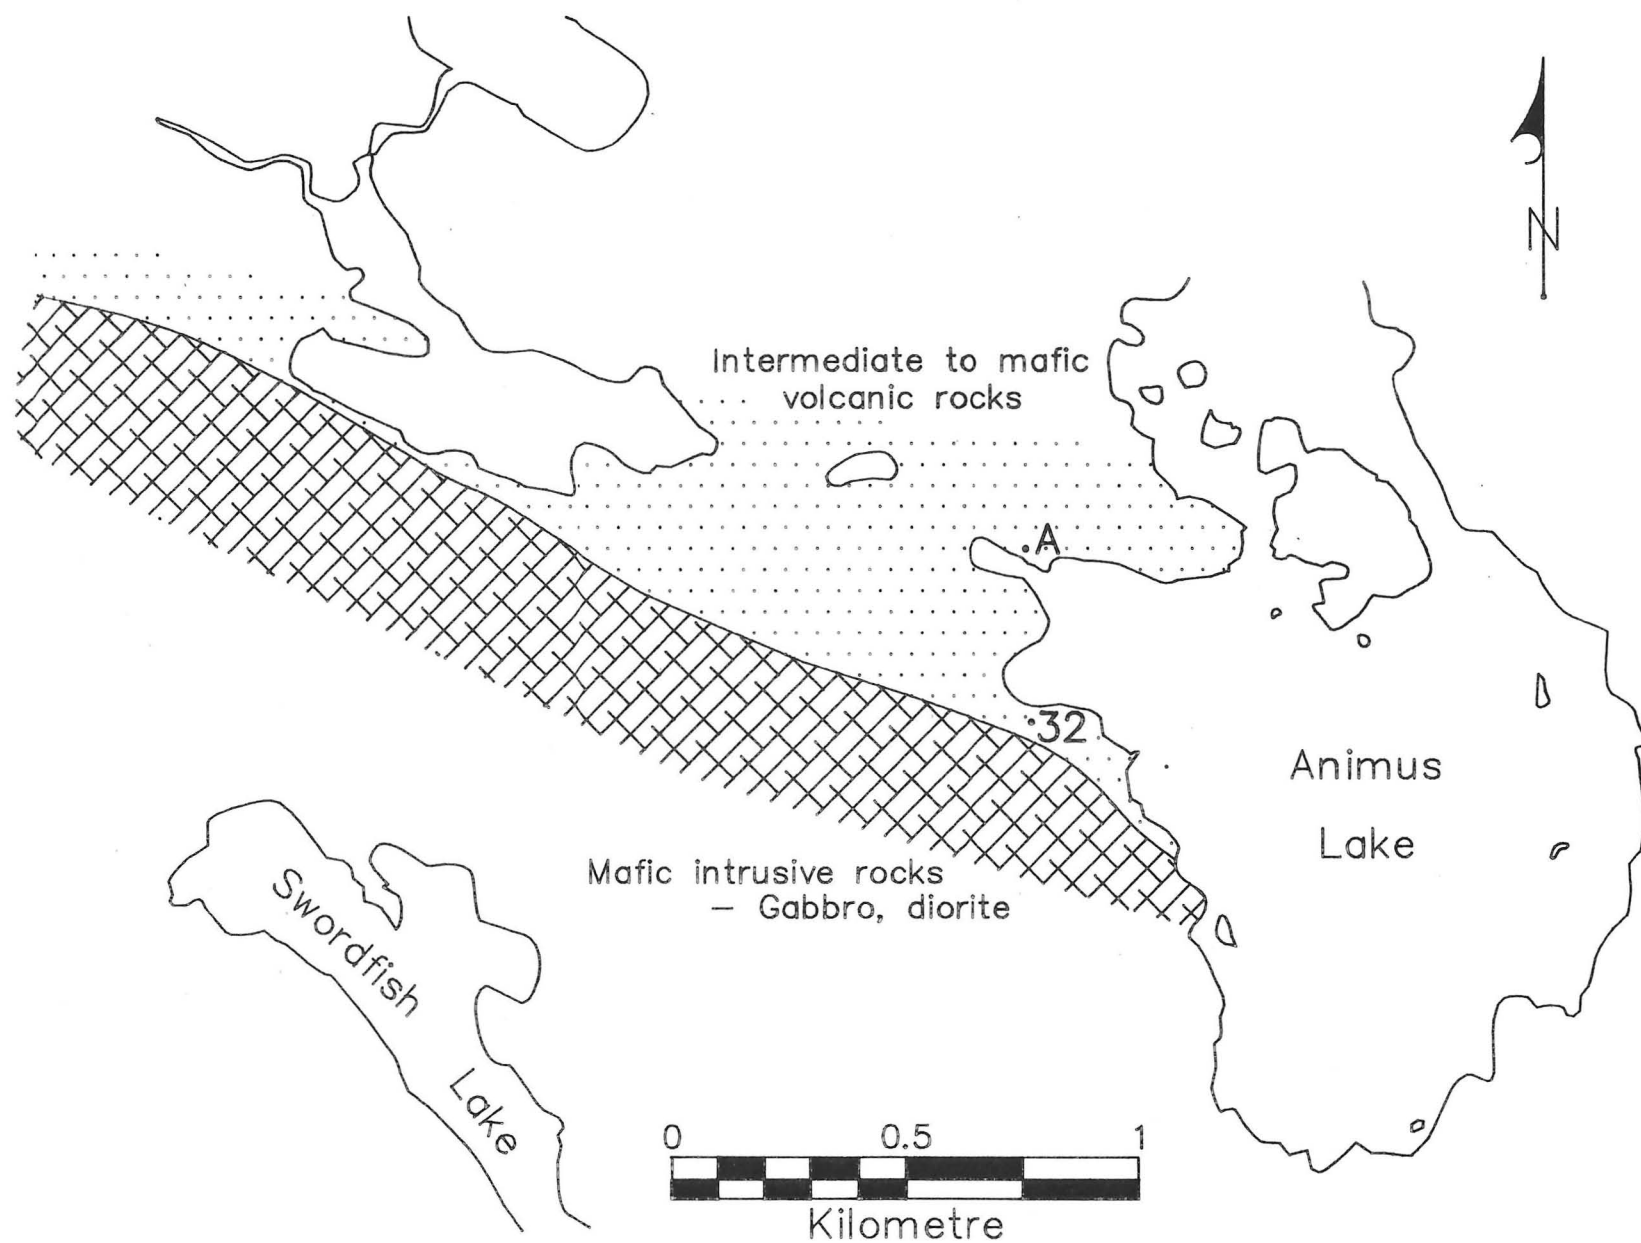 N
Intermediate to mafic
volcanic rocks
A
32
Animus
Lake
Mafic intrusive rocks
– Gabbro, diorite
Swordfish
Lake
0 0.5 1
Kilometre